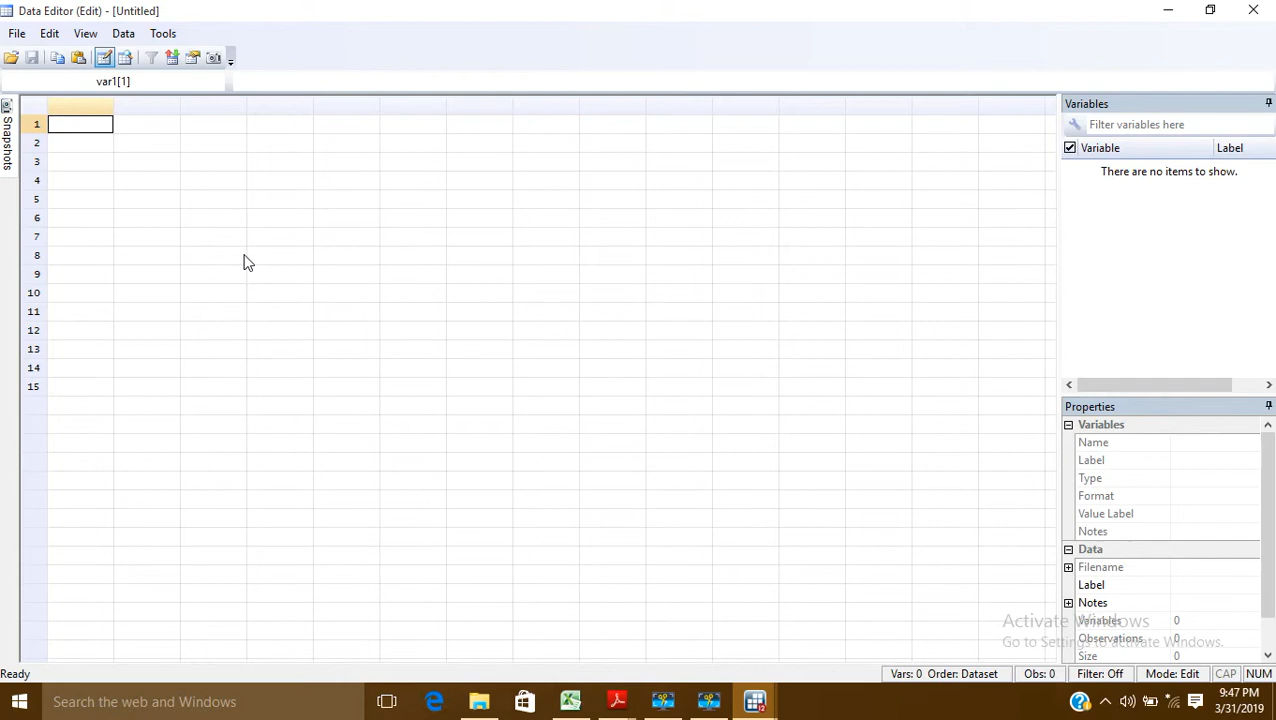 Data Editor (Edit) - [Untitled]
File Edit View Data Tools
var1[1]
Snapshots
1
2
3
4
5
6
7
8
9
10
11
12
13
14
15
Variables
Filter variables here
Variable Label
There are no items to show.
Properties
Variables
Name
Label
Type
Format
Value Label
Notes
Data
Filename
Label
Notes
Variables 0
Observations 0
Size 0
Activate Windows
Go to Settings to activate Windows.
Ready
Vars: 0 Order: Dataset Obs: 0 Filter: Off Mode: Edit CAP NUM
Search the web and Windows
9:47 PM
3/31/2019